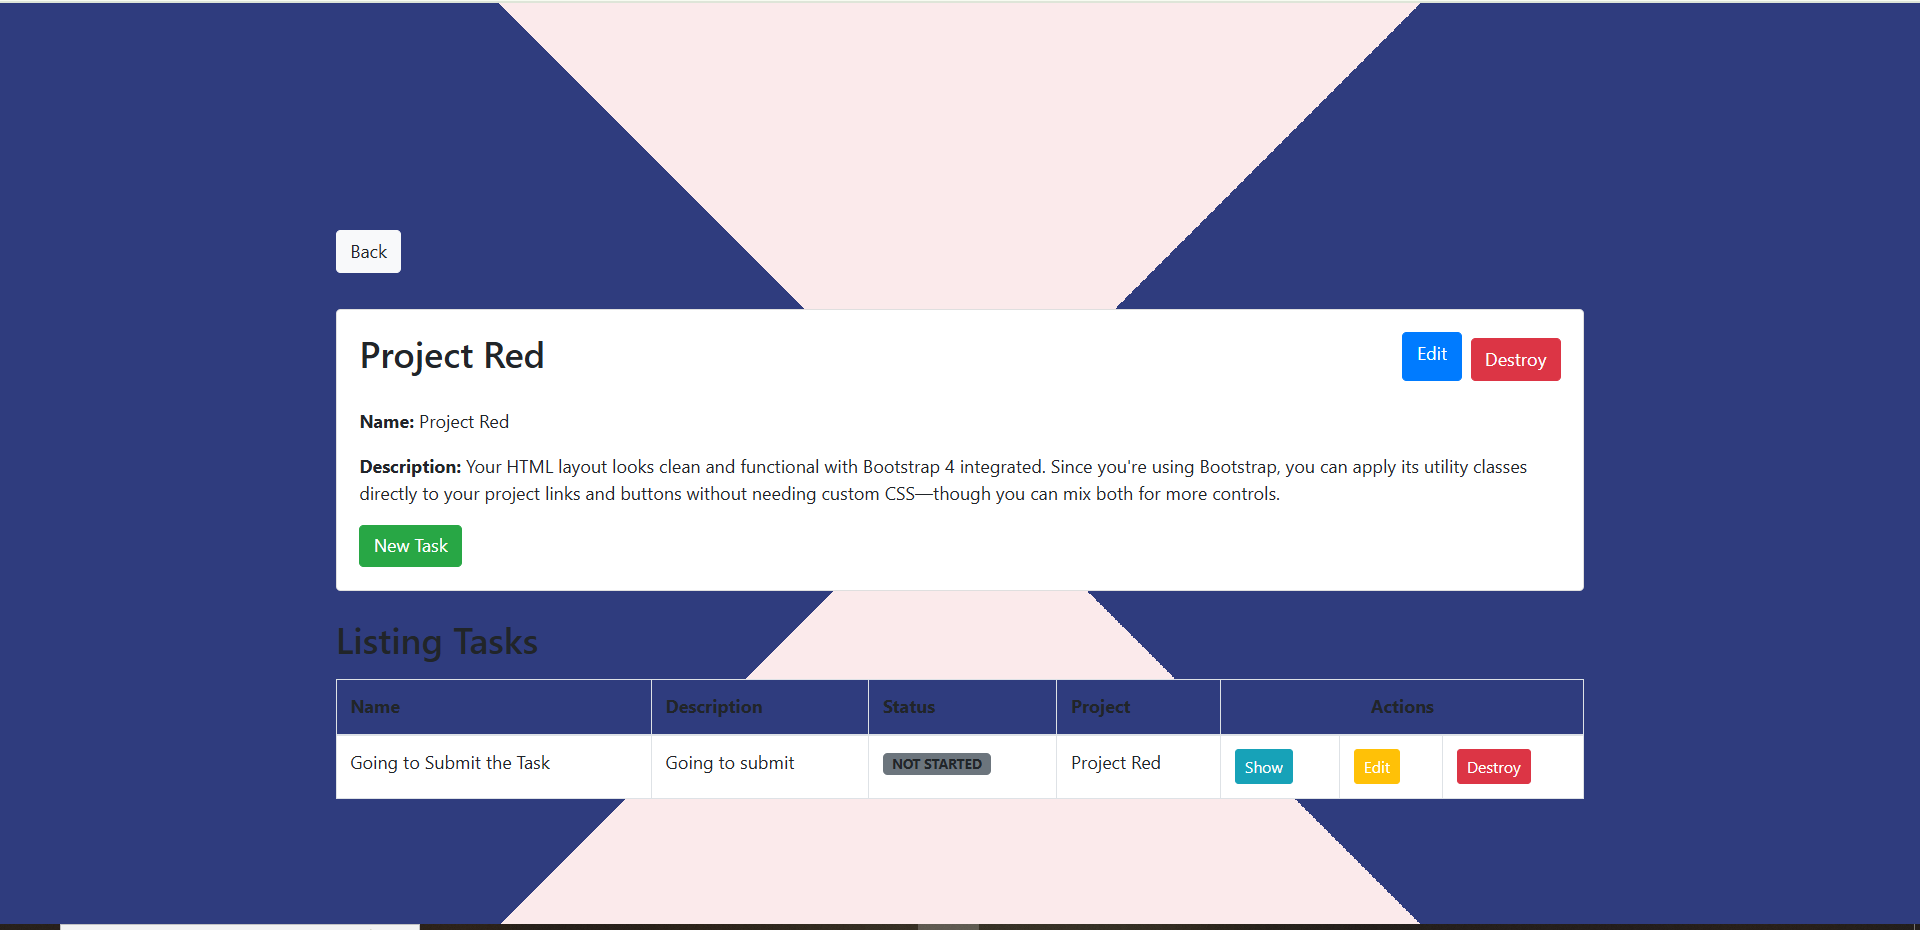 Back
Project Red
Edit
Destroy
Name: Project Red
Description: Your HTML layout looks clean and functional with Bootstrap 4 integrated. Since you're using Bootstrap, you can apply its utility classes
directly to your project links and buttons without needing custom CSS—though you can mix both for more controls.
New Task
Listing Tasks
Name Description Status Project Actions
Going to Submit the Task Going to submit NOT STARTED Project Red Show Edit Destroy